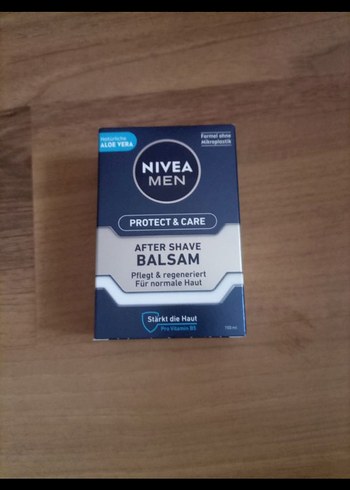 Natürliche
ALOE VERA
Formel ohne
Mikroplastik
NIVEA
MEN
PROTECT & CARE
AFTER SHAVE
BALSAM
Pflegt & regeneriert
Für normale Haut
Stärkt die Haut
Pro Vitamin B5
100 ml